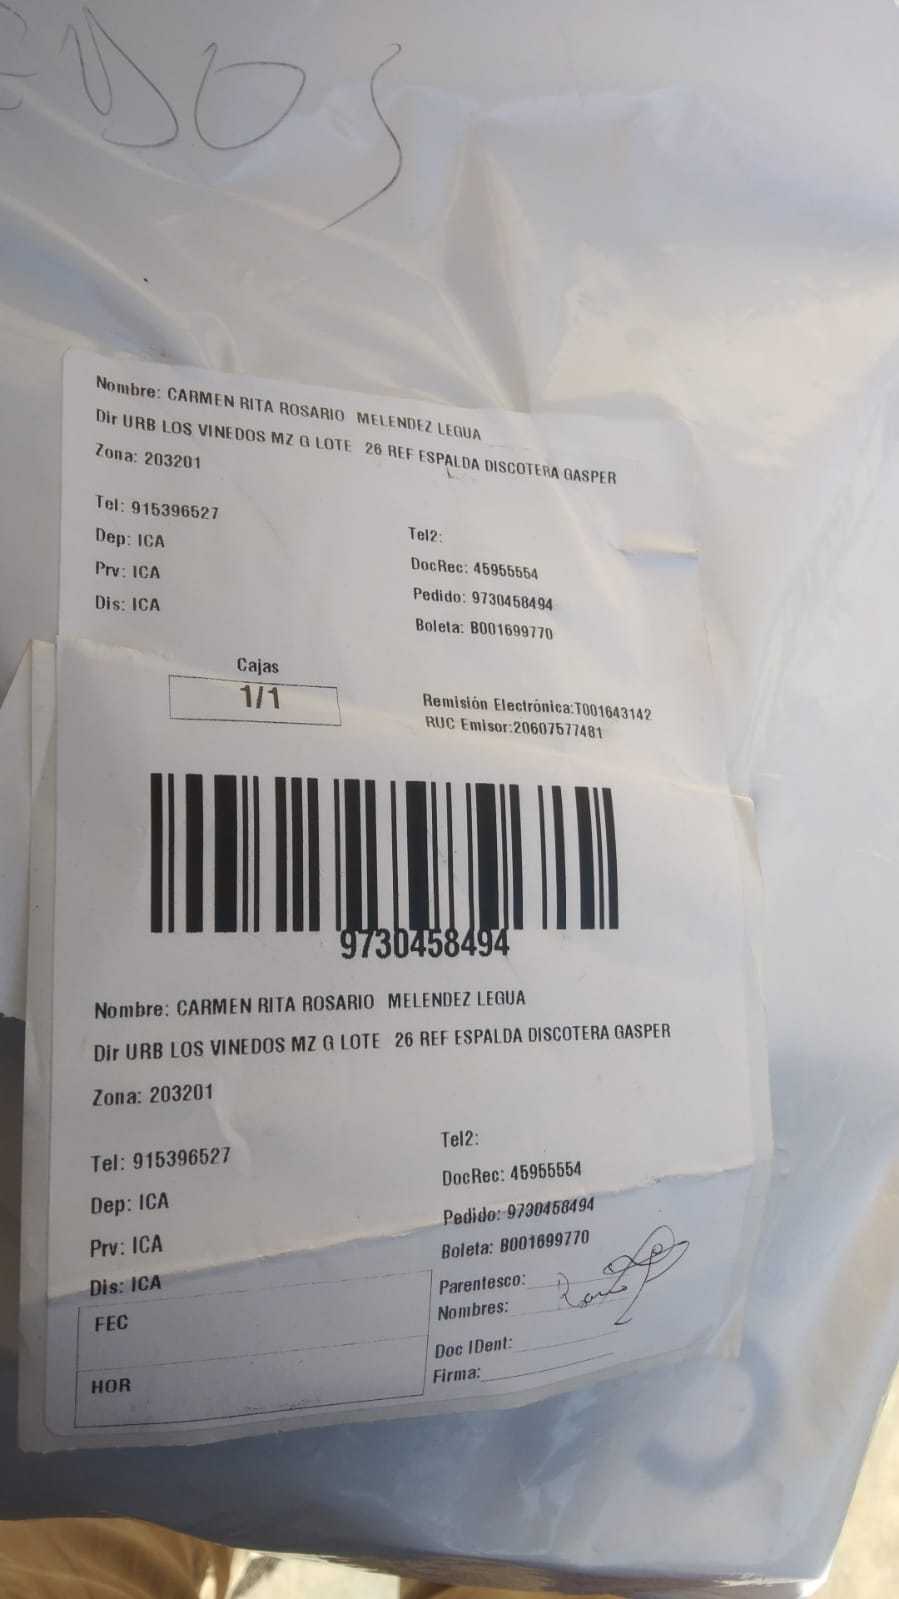 EDOS
Nombre: CARMEN RITA ROSARIO MELENDEZ LEGUA
Dir URB LOS VINEDOS MZ G LOTE 26 REF ESPALDA DISCOTERA GASPER
Zona: 203201
Tel: 915396527
Tel2:
Dep: ICA
DocRec: 45955554
Prv: ICA
Pedido: 9730458494
Dis: ICA
Boleta: B001699770
Cajas
1/1
Remisión Electrónica:T001643142
RUC Emisor:20607577481
9730458494
Nombre: CARMEN RITA ROSARIO MELENDEZ LEGUA
Dir URB LOS VINEDOS MZ G LOTE 26 REF ESPALDA DISCOTERA GASPER
Zona: 203201
Tel: 915396527
Tel2:
Dep: ICA
DocRec: 45955554
Prv: ICA
Pedido: 9730458494
Dis: ICA
Boleta: B001699770
FEC
Parentesco:
Nombres:
HOR
Doc IDent:
Firma: